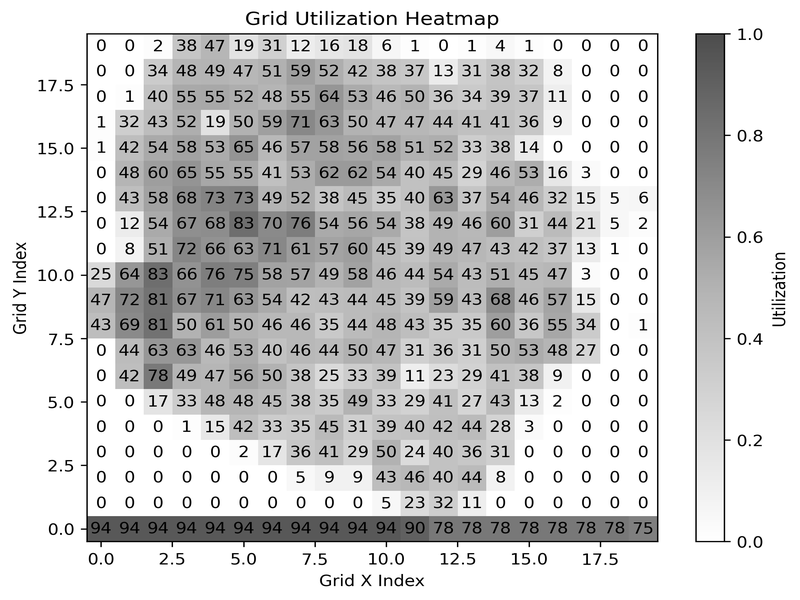 Grid Utilization Heatmap
0 0 2 38 47 19 31 12 16 18 6 1 0 1 4 1 0 0 0 0
17.5 0 0 34 48 49 47 51 59 52 42 38 37 13 31 38 32 8 0 0 0
0 1 40 55 55 52 48 55 64 53 46 50 36 34 39 37 11 0 0 0
1 32 43 52 19 50 59 71 63 50 47 47 44 41 41 36 9 0 0 0
15.0 1 42 54 58 53 65 46 57 58 56 58 51 52 33 38 14 0 0 0 0
0 48 60 65 55 55 41 53 62 62 54 40 45 29 46 53 16 3 0 0
0 43 58 68 73 73 49 52 38 45 35 40 63 37 54 46 32 15 5 6
12.5 0 12 54 67 68 83 70 76 54 56 54 38 49 46 60 31 44 21 5 2
0 8 51 72 66 63 71 61 57 60 45 39 49 47 43 42 37 13 1 0
10.0 25 64 83 66 76 75 58 57 49 58 46 44 54 43 51 45 47 3 0 0
47 72 81 67 71 63 54 42 43 44 45 39 59 43 68 46 57 15 0 0
43 69 81 50 61 50 46 46 35 44 48 43 35 35 60 36 55 34 0 1
7.5 0 44 63 63 46 53 40 46 44 50 47 31 36 31 50 53 48 27 0 0
0 42 78 49 47 56 50 38 25 33 39 11 23 29 41 38 9 0 0 0
5.0 0 0 17 33 48 48 45 38 35 49 33 29 41 27 43 15 2 0 0 0
0 0 0 1 15 42 33 35 45 31 39 40 42 44 28 3 0 0 0 0
2.5 0 0 0 0 0 2 17 36 41 29 50 24 40 36 31 0 0 0 0 0
0 0 0 0 0 0 0 5 9 9 43 46 40 44 8 0 0 0 0 0
0 0 0 0 0 0 0 0 0 0 5 23 32 11 0 0 0 0 0 0
0.0 94 94 94 94 94 94 94 94 94 94 94 90 78 78 78 78 78 78 78 75
0.0 2.5 5.0 7.5 10.0 12.5 15.0 17.5
Grid X Index
Grid Y Index
1.0
0.8
0.6
0.4
0.2
0.0
Utilization